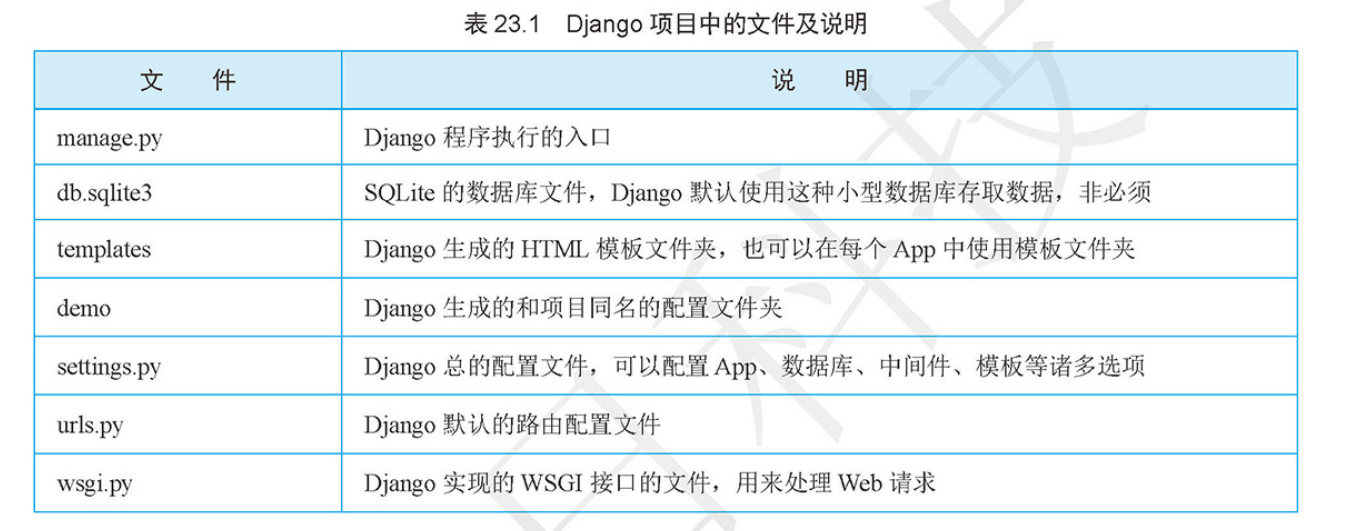 表 23.1 Django 项目中的文件及说明
文 件 说 明
manage.py Django 程序执行的入口
db.sqlite3 SQLite 的数据库文件，Django 默认使用这种小型数据库存取数据，非必须
templates Django 生成的 HTML 模板文件夹，也可以在每个 App 中使用模板文件夹
demo Django 生成的和项目同名的配置文件夹
settings.py Django 总的配置文件，可以配置 App、数据库、中间件、模板等诸多选项
urls.py Django 默认的路由配置文件
wsgi.py Django 实现的 WSGI 接口的文件，用来处理 Web 请求
日科技